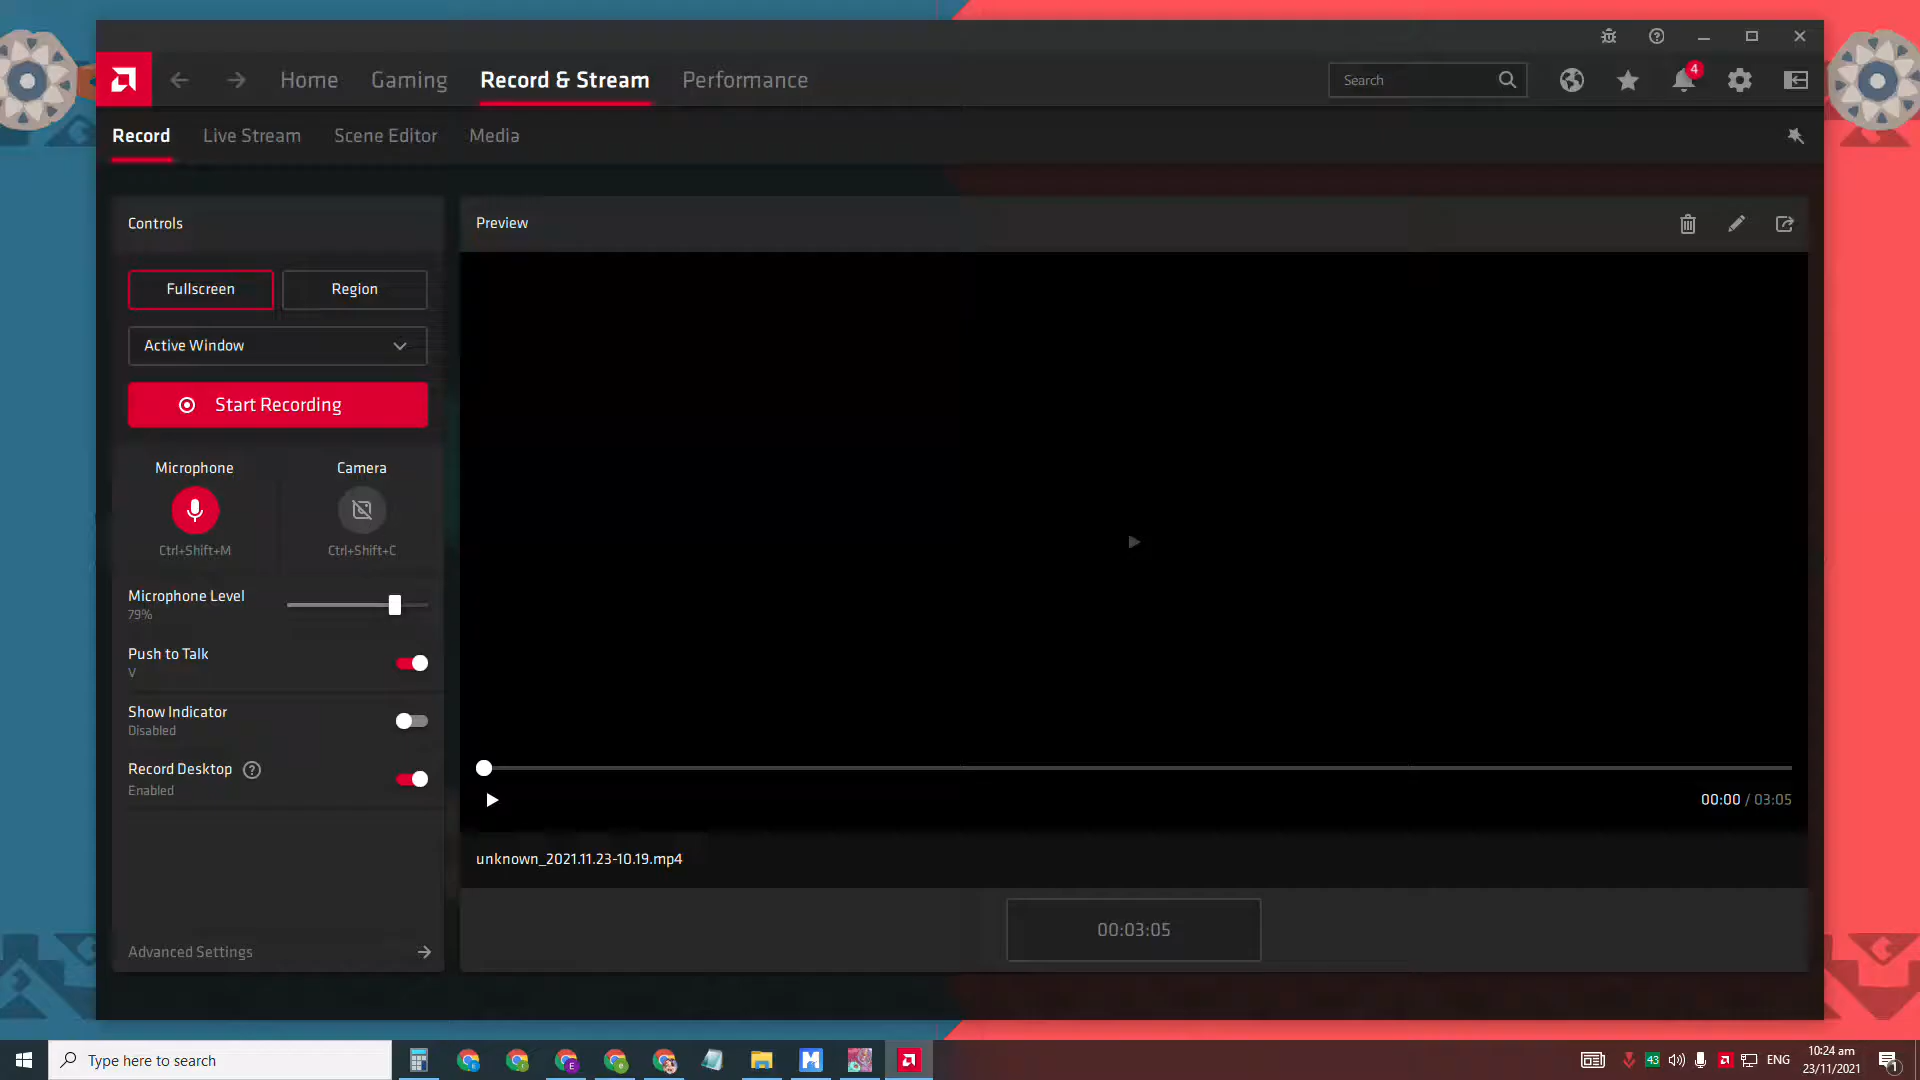 Home Gaming Record & Stream Performance
Search
4
Record Live Stream Scene Editor Media
Controls
Fullscreen Region
Active Window
Start Recording
Microphone Camera
Ctrl+Shift+M Ctrl+Shift+C
Microphone Level
79%
Push to Talk
V
Show Indicator
Disabled
Record Desktop ?
Enabled
Advanced Settings
Preview
00:00 / 03:05
unknown_2021.11.23-10.19.mp4
00:03:05
Type here to search
43
ENG
10:24 am
23/11/2021
1